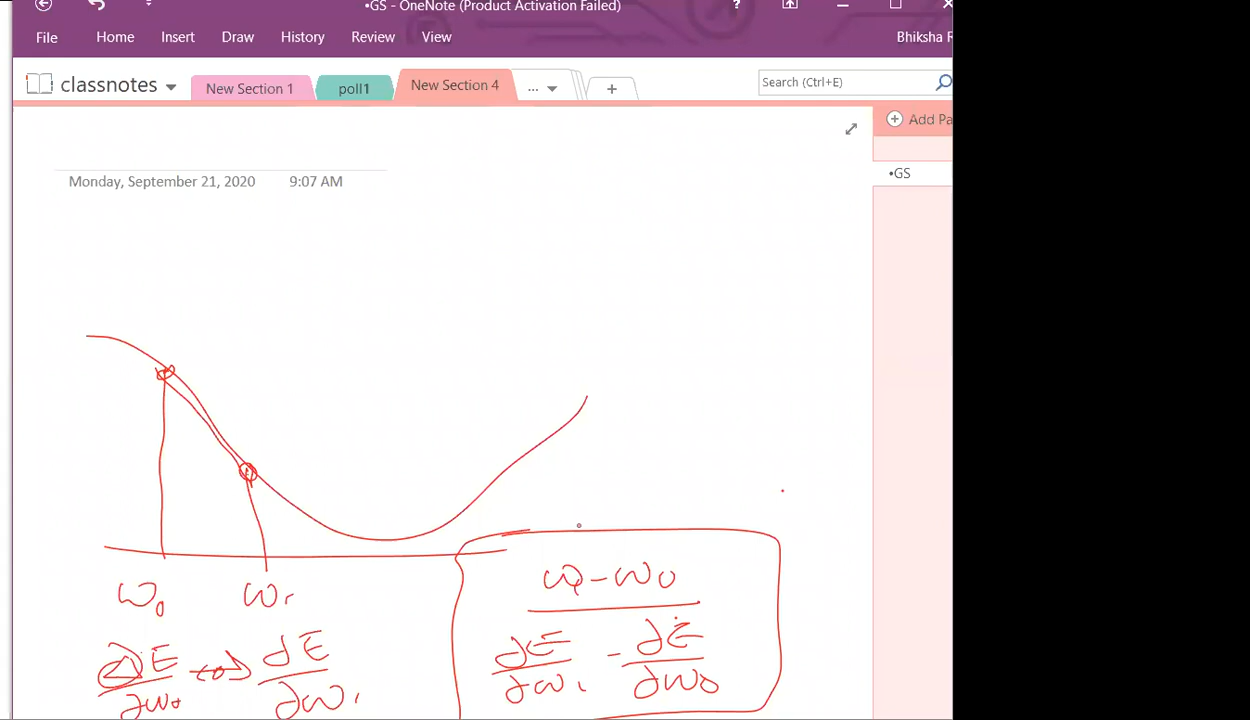 •GS - OneNote (Product Activation Failed) ?
File Home Insert Draw History Review View Bhiksha R
classnotes New Section 1 poll1 New Section 4 ... + Search (Ctrl+E)
+ Add Pa
•GS
Monday, September 21, 2020 9:07 AM
w₁ - w₀
w₀ w₁
∂E ↔ ∂E ∂E - ∂E
∂w₀ ∂w₁ ∂w₁ ∂w₀